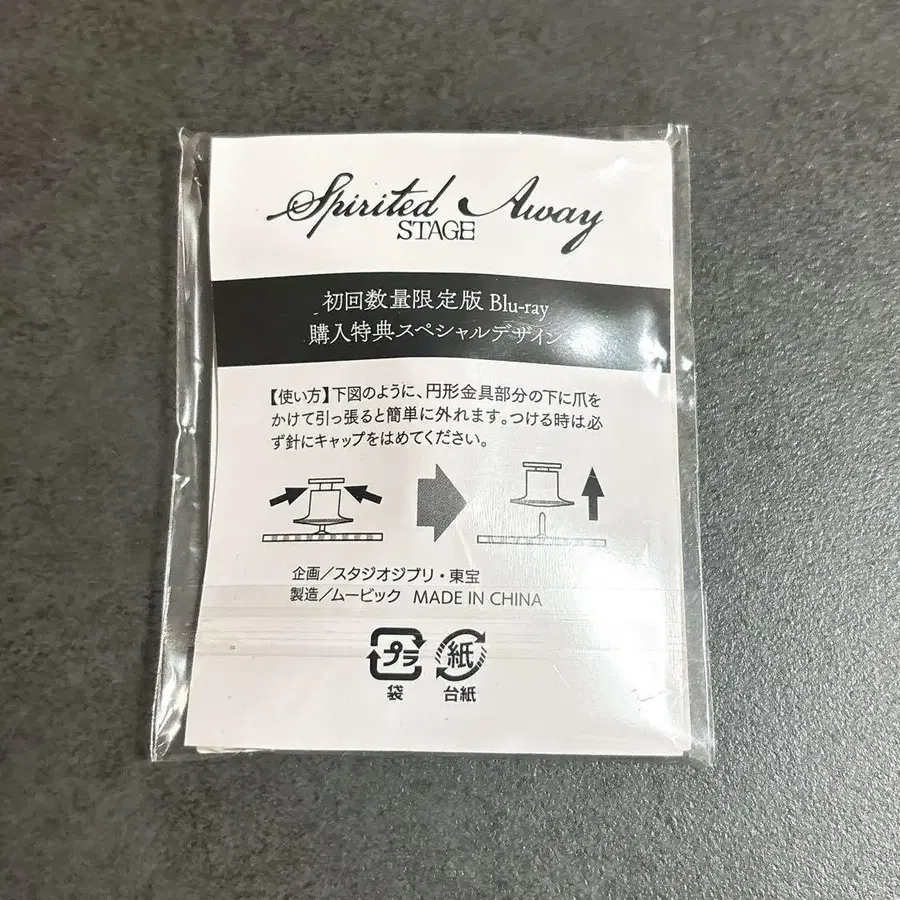 Spirited Away
STAGE
初回数量限定版 Blu-ray
購入特典スペシャルデザイン
【使い方】下図のように、円形金具部分の下に爪を
かけて引っ張ると簡単に外れます。つける時は必
ず針にキャップをはめてください。
企画／スタジオジブリ・東宝
製造／ムービック MADE IN CHINA
プラ 紙
袋 台紙